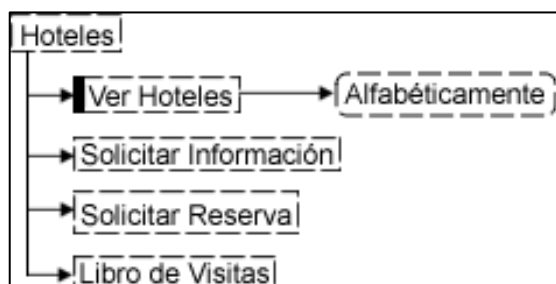 Hoteles
Ver Hoteles
Alfabéticamente
Solicitar Información
Solicitar Reserva
Libro de Visitas